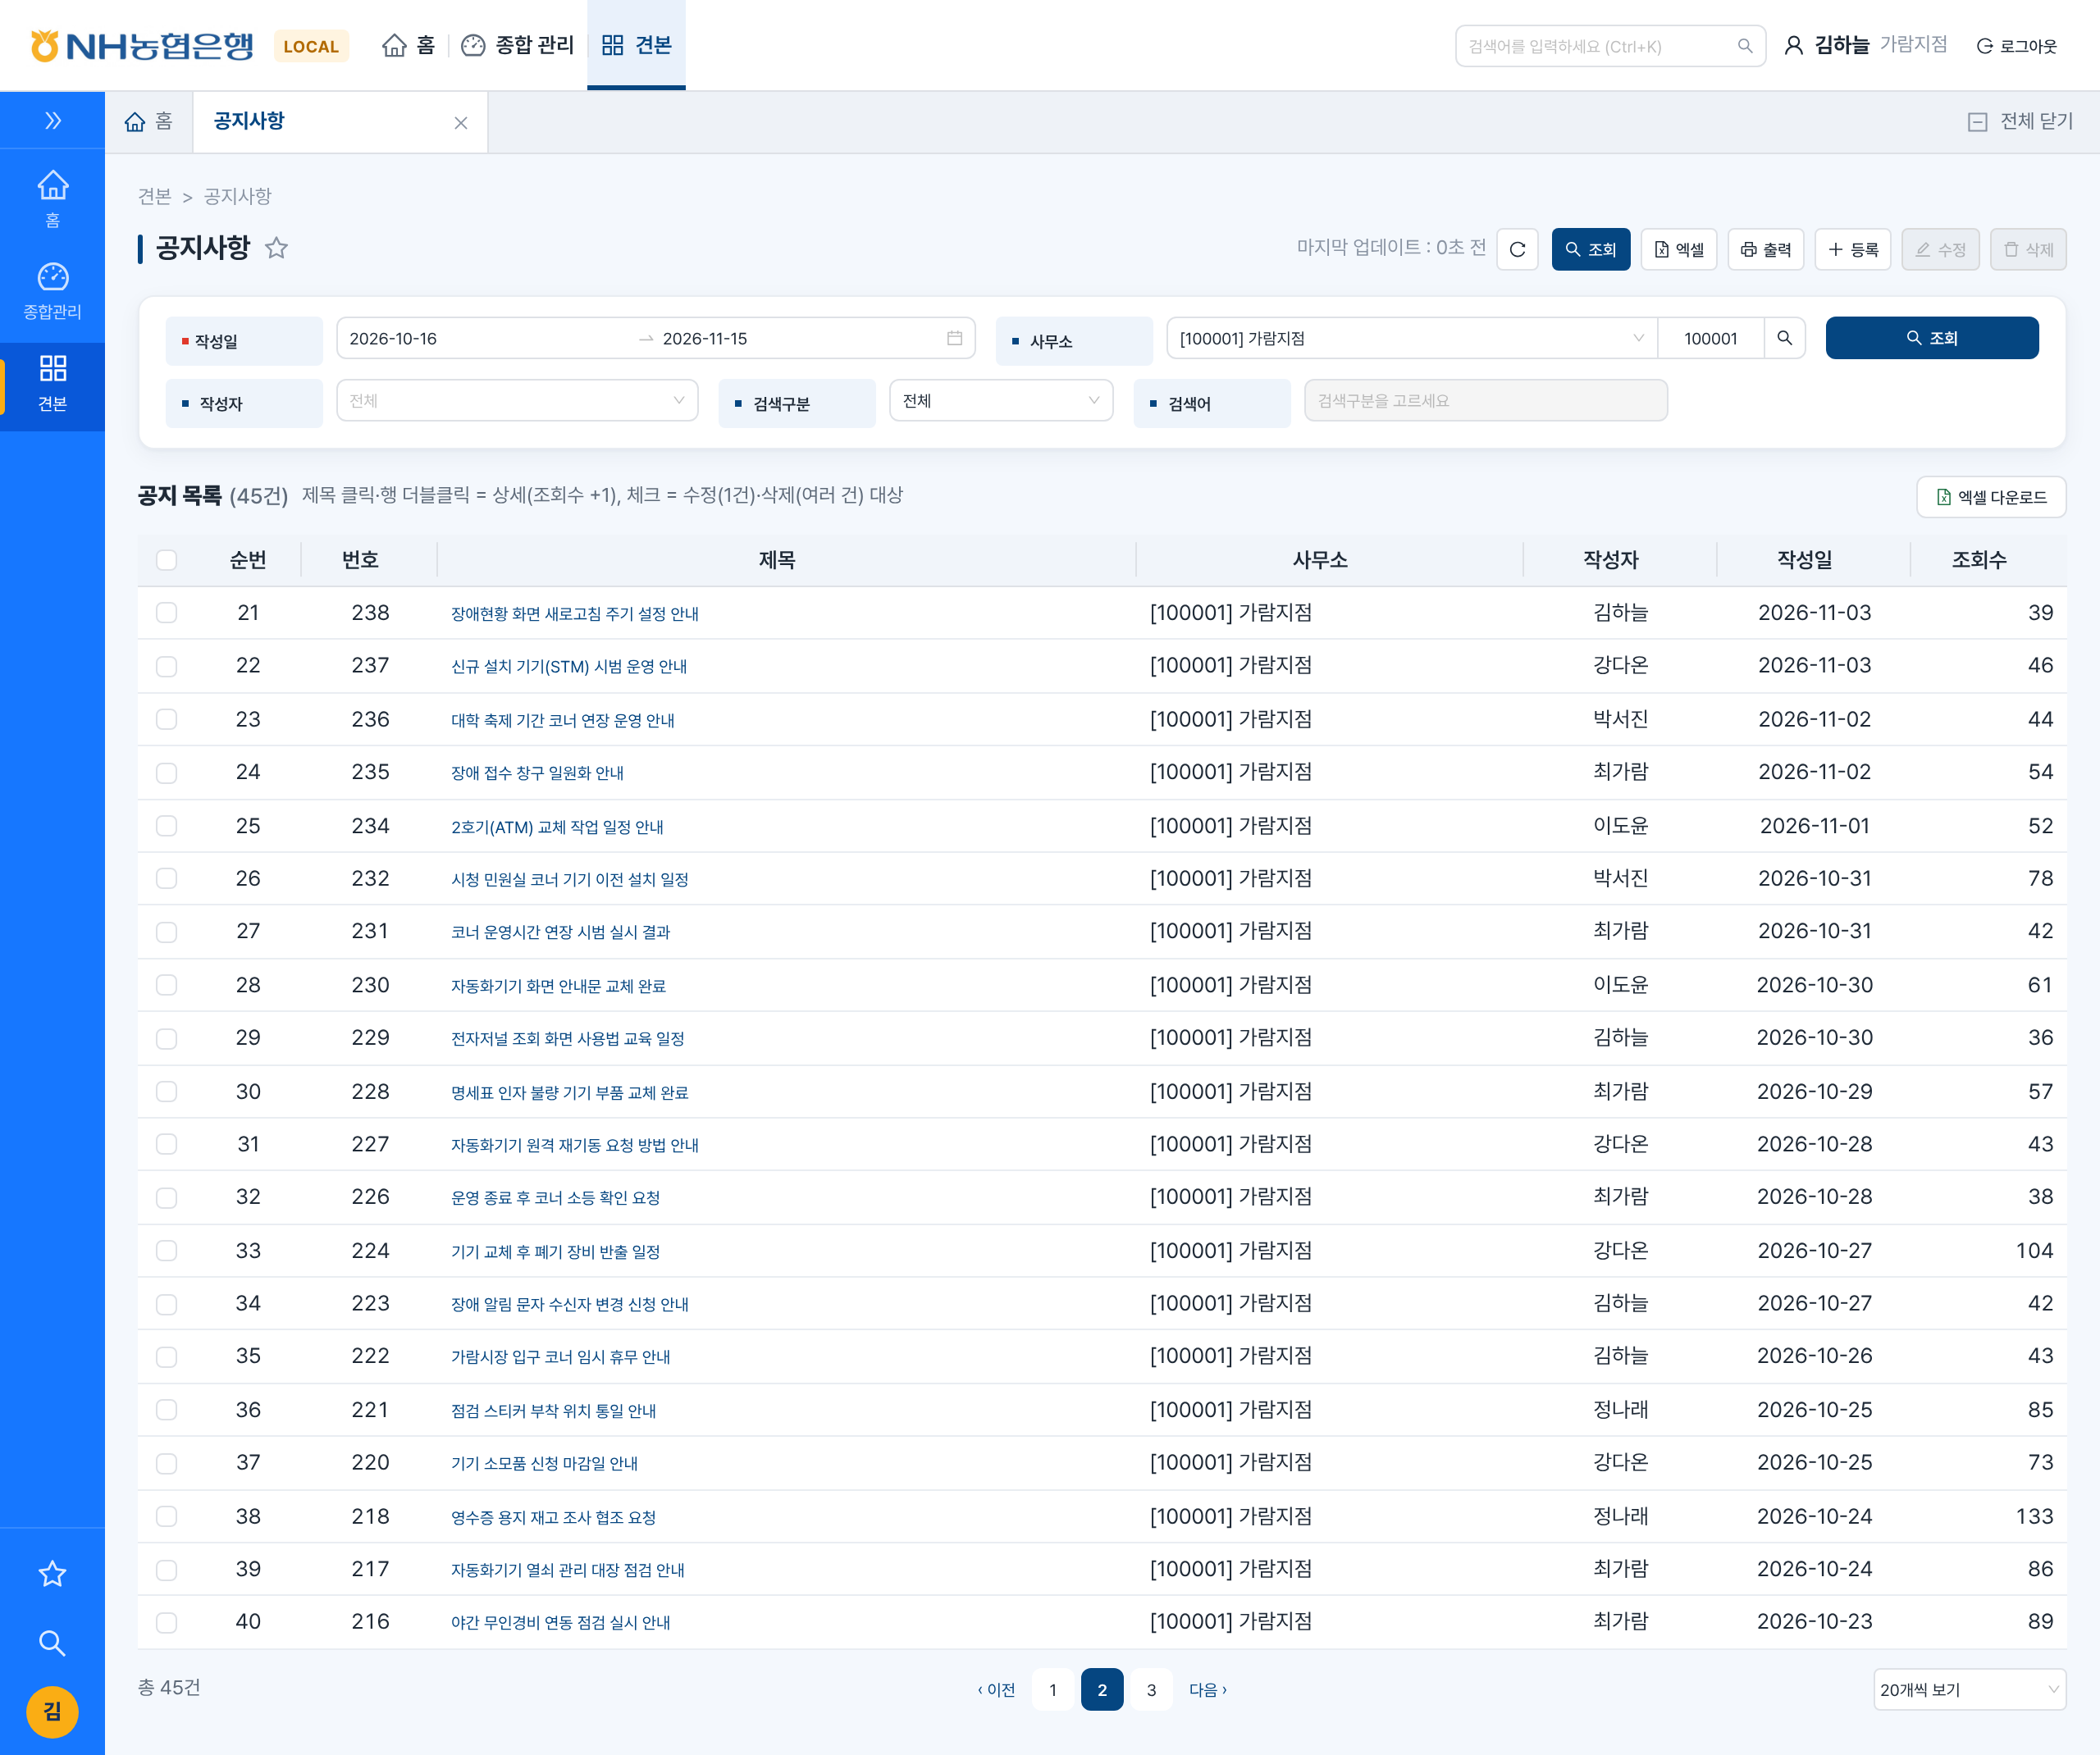 NH농협은행 LOCAL 홈 종합 관리 견본 검색어를 입력하세요 (Ctrl+K) 김하늘 가람지점 로그아웃
홈 공지사항 전체 닫기
홈
종합관리
견본
김
견본 > 공지사항
공지사항 마지막 업데이트 : 0초 전 조회 엑셀 출력 등록 수정 삭제
작성일 2026-10-16 → 2026-11-15 사무소 [100001] 가람지점 100001 조회
작성자 전체 검색구분 전체 검색어 검색구분을 고르세요
공지 목록 (45건) 제목 클릭·행 더블클릭 = 상세(조회수 +1), 체크 = 수정(1건)·삭제(여러 건) 대상 엑셀 다운로드
순번 번호 제목 사무소 작성자 작성일 조회수
21 238 장애현황 화면 새로고침 주기 설정 안내 [100001] 가람지점 김하늘 2026-11-03 39
22 237 신규 설치 기기(STM) 시범 운영 안내 [100001] 가람지점 강다온 2026-11-03 46
23 236 대학 축제 기간 코너 연장 운영 안내 [100001] 가람지점 박서진 2026-11-02 44
24 235 장애 접수 창구 일원화 안내 [100001] 가람지점 최가람 2026-11-02 54
25 234 2호기(ATM) 교체 작업 일정 안내 [100001] 가람지점 이도윤 2026-11-01 52
26 232 시청 민원실 코너 기기 이전 설치 일정 [100001] 가람지점 박서진 2026-10-31 78
27 231 코너 운영시간 연장 시범 실시 결과 [100001] 가람지점 최가람 2026-10-31 42
28 230 자동화기기 화면 안내문 교체 완료 [100001] 가람지점 이도윤 2026-10-30 61
29 229 전자저널 조회 화면 사용법 교육 일정 [100001] 가람지점 김하늘 2026-10-30 36
30 228 명세표 인자 불량 기기 부품 교체 완료 [100001] 가람지점 최가람 2026-10-29 57
31 227 자동화기기 원격 재기동 요청 방법 안내 [100001] 가람지점 강다온 2026-10-28 43
32 226 운영 종료 후 코너 소등 확인 요청 [100001] 가람지점 최가람 2026-10-28 38
33 224 기기 교체 후 폐기 장비 반출 일정 [100001] 가람지점 강다온 2026-10-27 104
34 223 장애 알림 문자 수신자 변경 신청 안내 [100001] 가람지점 김하늘 2026-10-27 42
35 222 가람시장 입구 코너 임시 휴무 안내 [100001] 가람지점 김하늘 2026-10-26 43
36 221 점검 스티커 부착 위치 통일 안내 [100001] 가람지점 정나래 2026-10-25 85
37 220 기기 소모품 신청 마감일 안내 [100001] 가람지점 강다온 2026-10-25 73
38 218 영수증 용지 재고 조사 협조 요청 [100001] 가람지점 정나래 2026-10-24 133
39 217 자동화기기 열쇠 관리 대장 점검 안내 [100001] 가람지점 최가람 2026-10-24 86
40 216 야간 무인경비 연동 점검 실시 안내 [100001] 가람지점 최가람 2026-10-23 89
총 45건 ‹ 이전 1 2 3 다음 › 20개씩 보기